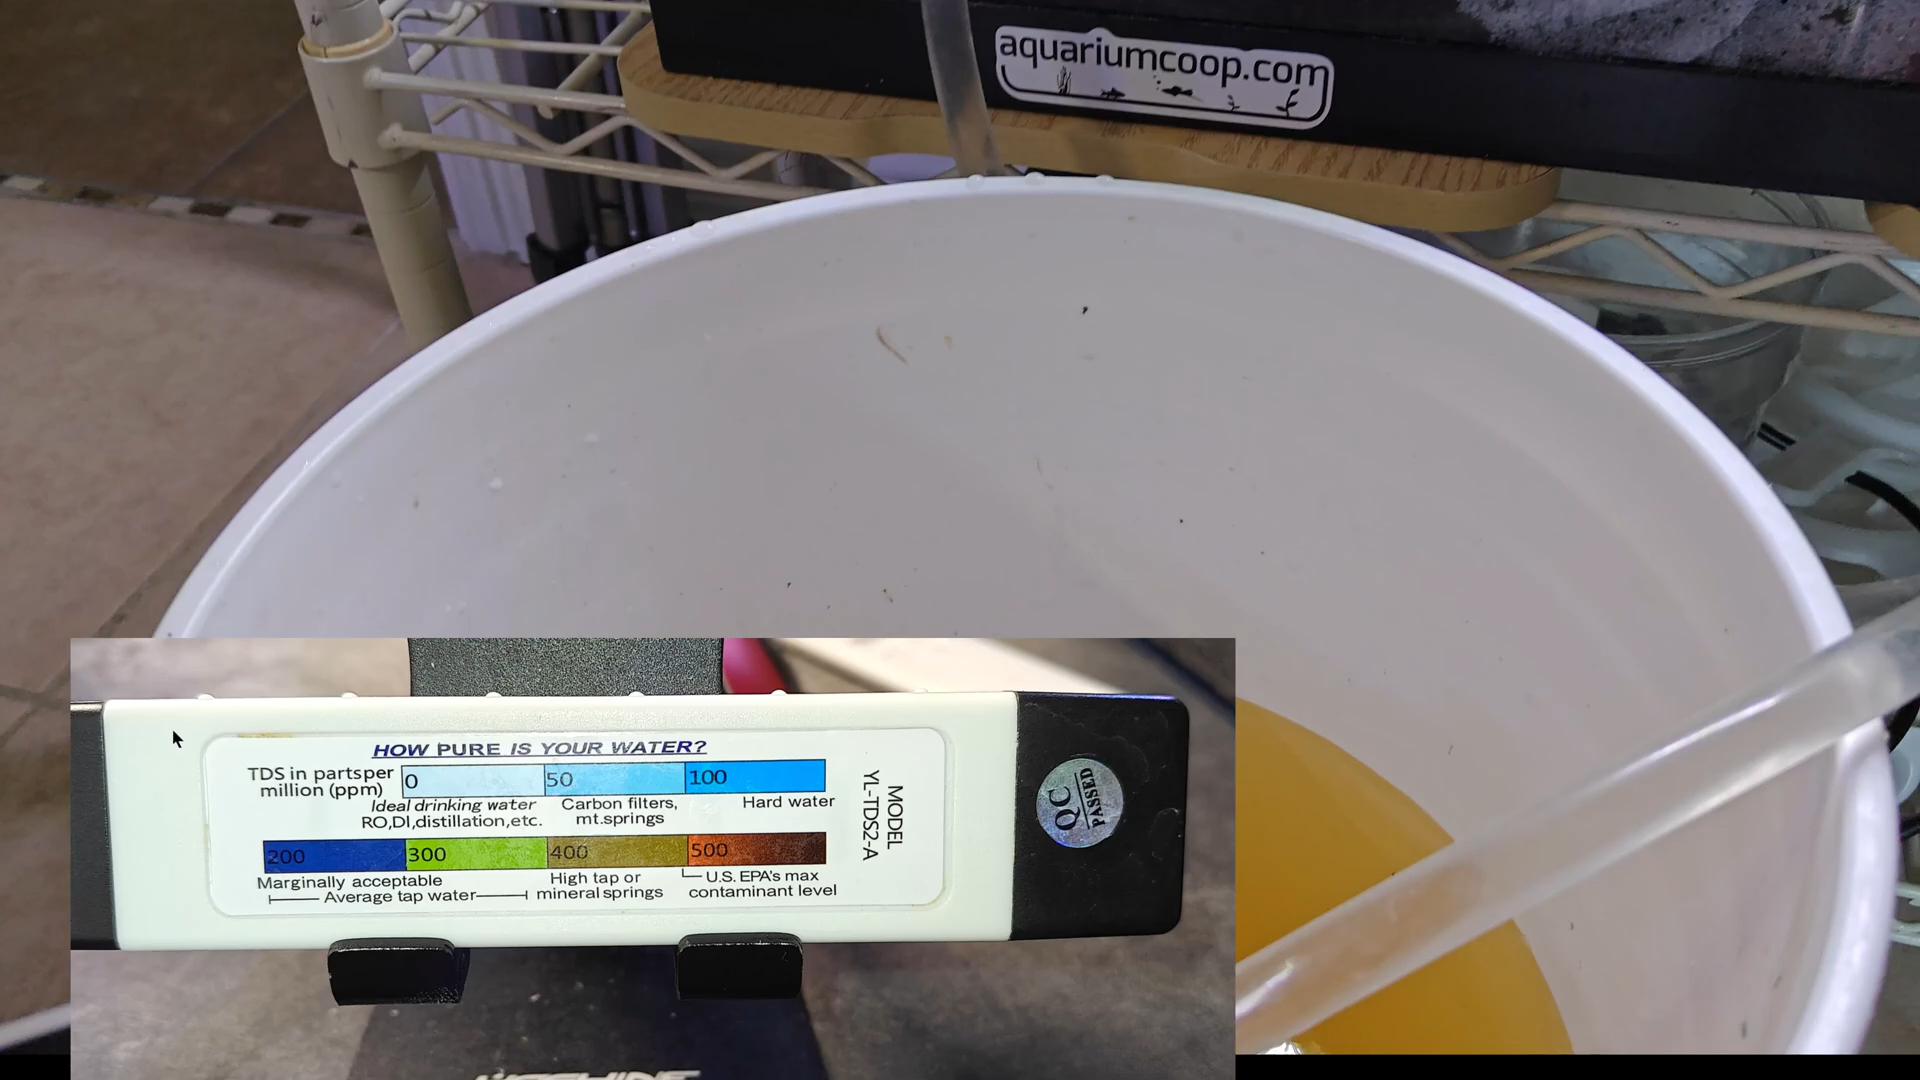 aquariumcoop.com
HOW PURE IS YOUR WATER?
TDS in partsper
million (ppm)
0
50
100
Ideal drinking water
RO,DI,distillation,etc.
Carbon filters,
mt.springs
Hard water
200
300
400
500
Marginally acceptable
Average tap water
High tap or
mineral springs
U.S. EPA's max
contaminant level
MODEL
YL-TDS2-A
QC
PASSED